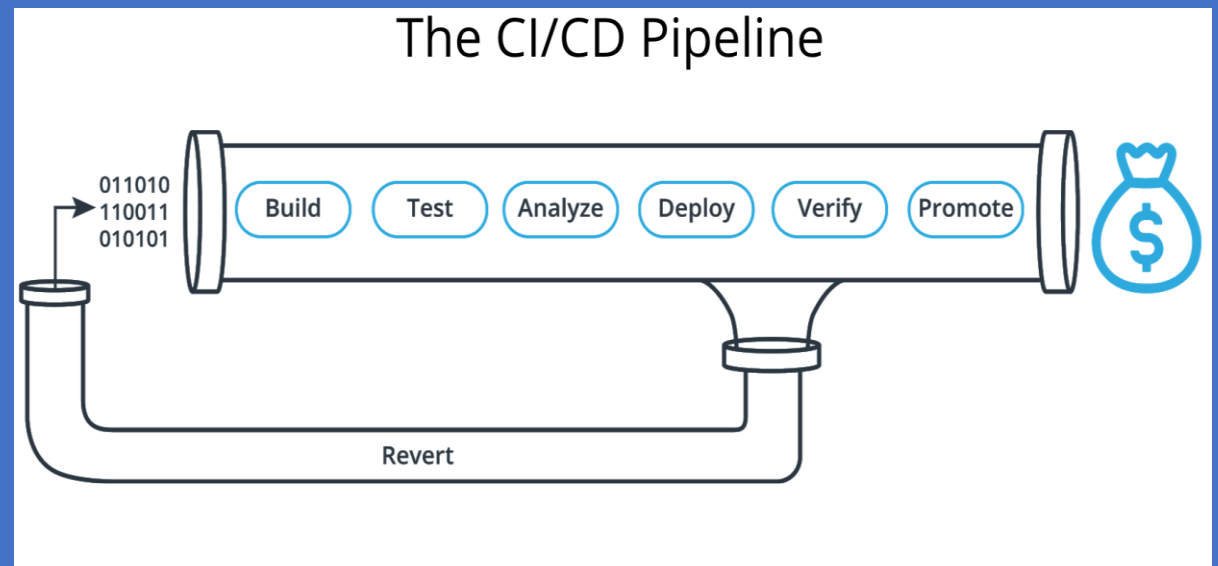 The CI/CD Pipeline
011010
110011
010101
Build
Test
Analyze
Deploy
Verify
Promote
$
Revert